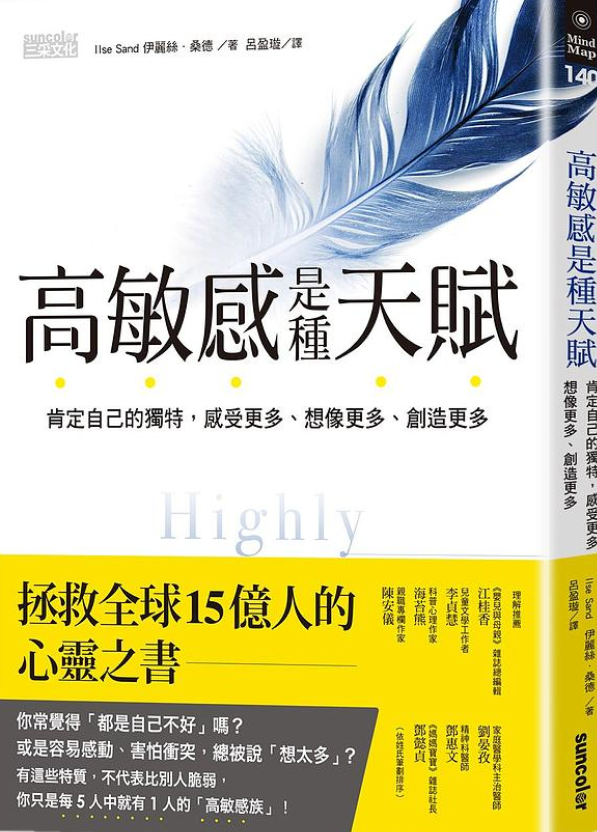 suncolor
三采文化
Ilse Sand 伊麗絲．桑德 ／著 呂盈璇／譯
高敏感是種天賦
肯定自己的獨特，感受更多、想像更多、創造更多
Highly
拯救全球15億人的
心靈之書
理解推薦
《嬰兒與母親》雜誌總編輯
江桂香
兒童文學工作者
李貞慧
科普心理作家
海苔熊
親職專欄作家
陳安儀
家庭醫學科主治醫師
劉晏孜
精神科醫師
鄧惠文
《媽媽寶寶》雜誌社長
鄧懿貞
（依姓氏筆劃排序）
你常覺得「都是自己不好」嗎？
或是容易感動、害怕衝突，總被說「想太多」？
有這些特質，不代表比別人脆弱，
你只是每5人中就有1人的「高敏感族」！
Mind
Map
140
高敏感是種天賦
肯定自己的獨特，感受更多
想像更多、創造更多
Ilse Sand 伊麗絲．桑德／著
呂盈璇／譯
suncolor